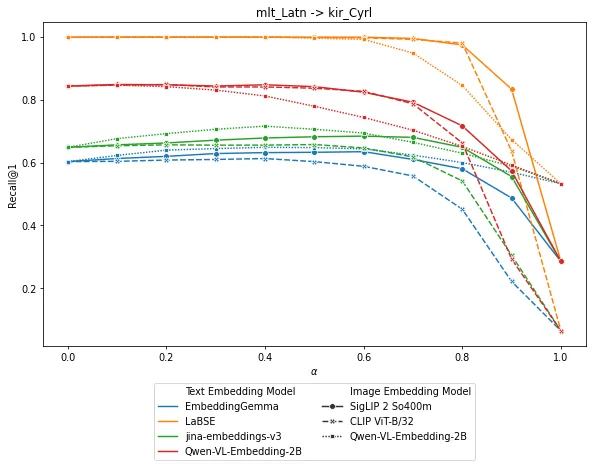 mlt_Latn -> kir_Cyrl
Recall@1
1.0
0.8
0.6
0.4
0.2
0.0 0.2 0.4 0.6 0.8 1.0
α
Text Embedding Model Image Embedding Model
EmbeddingGemma SigLIP 2 So400m
LaBSE CLIP ViT-B/32
jina-embeddings-v3 Qwen-VL-Embedding-2B
Qwen-VL-Embedding-2B